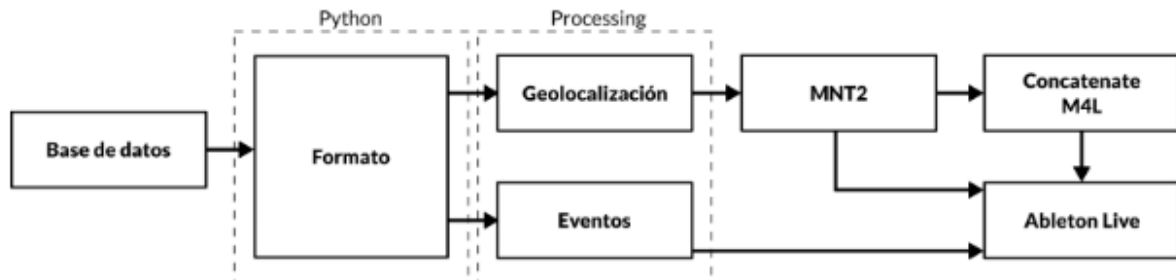 Python
Processing
Base de datos
Formato
Geolocalización
Eventos
MNT2
Concatenate
M4L
Ableton Live